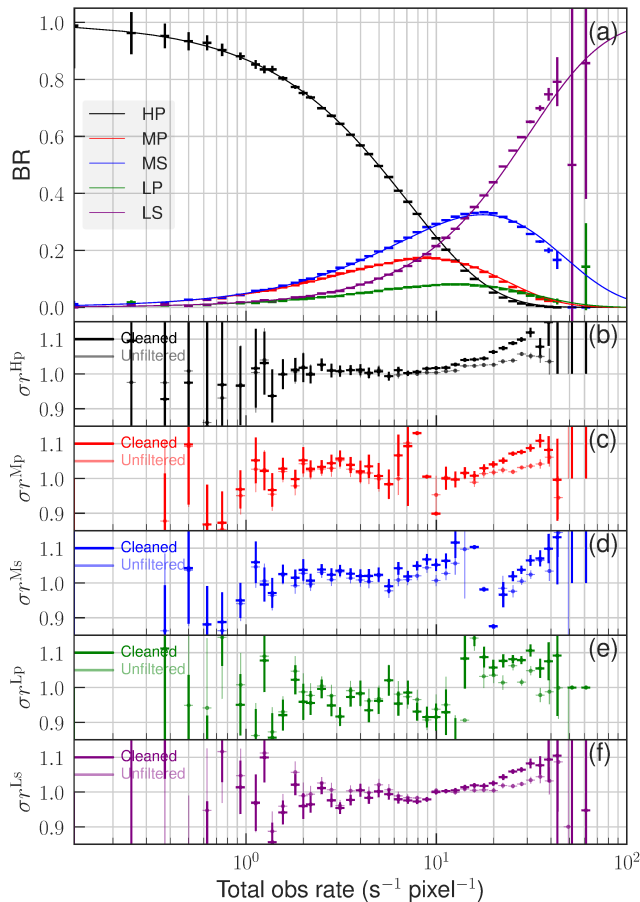 (a)
1.0
0.8
0.6
0.4
0.2
0.0
BR
HP
MP
MS
LP
LS
(b)
1.1
1.0
0.9
σr^Hp
Cleaned
Unfiltered
(c)
1.1
1.0
0.9
σr^Mp
Cleaned
Unfiltered
(d)
1.1
1.0
0.9
σr^Ms
Cleaned
Unfiltered
(e)
1.1
1.0
0.9
σr^Lp
Cleaned
Unfiltered
(f)
1.1
1.0
0.9
σr^Ls
Cleaned
Unfiltered
10^0 10^1 10^2
Total obs rate (s^−1 pixel^−1)